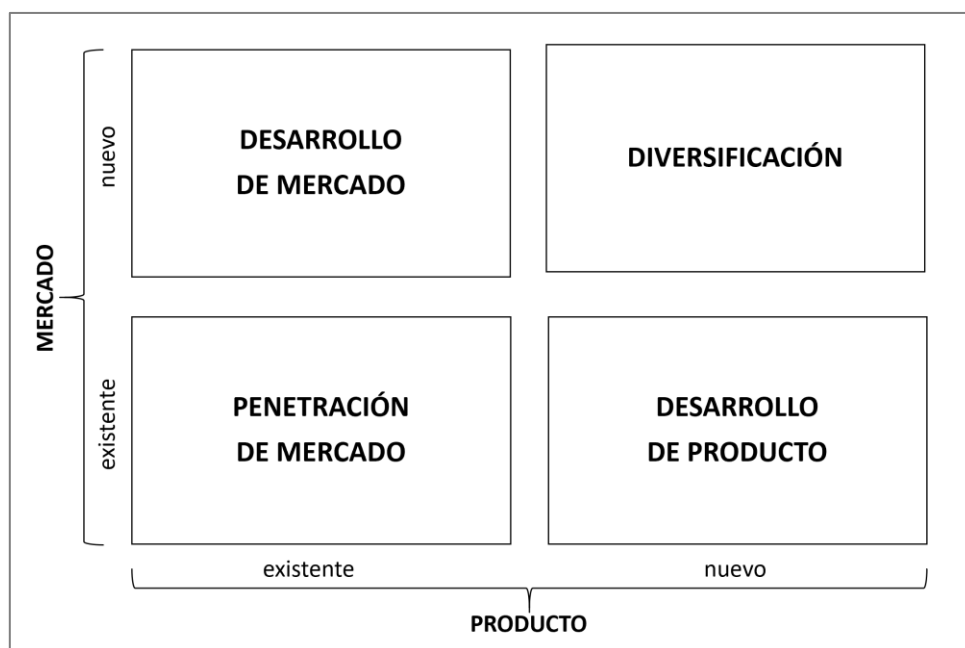 nuevo
DESARROLLO
DE MERCADO
DIVERSIFICACIÓN
MERCADO
existente
PENETRACIÓN
DE MERCADO
DESARROLLO
DE PRODUCTO
existente
nuevo
PRODUCTO